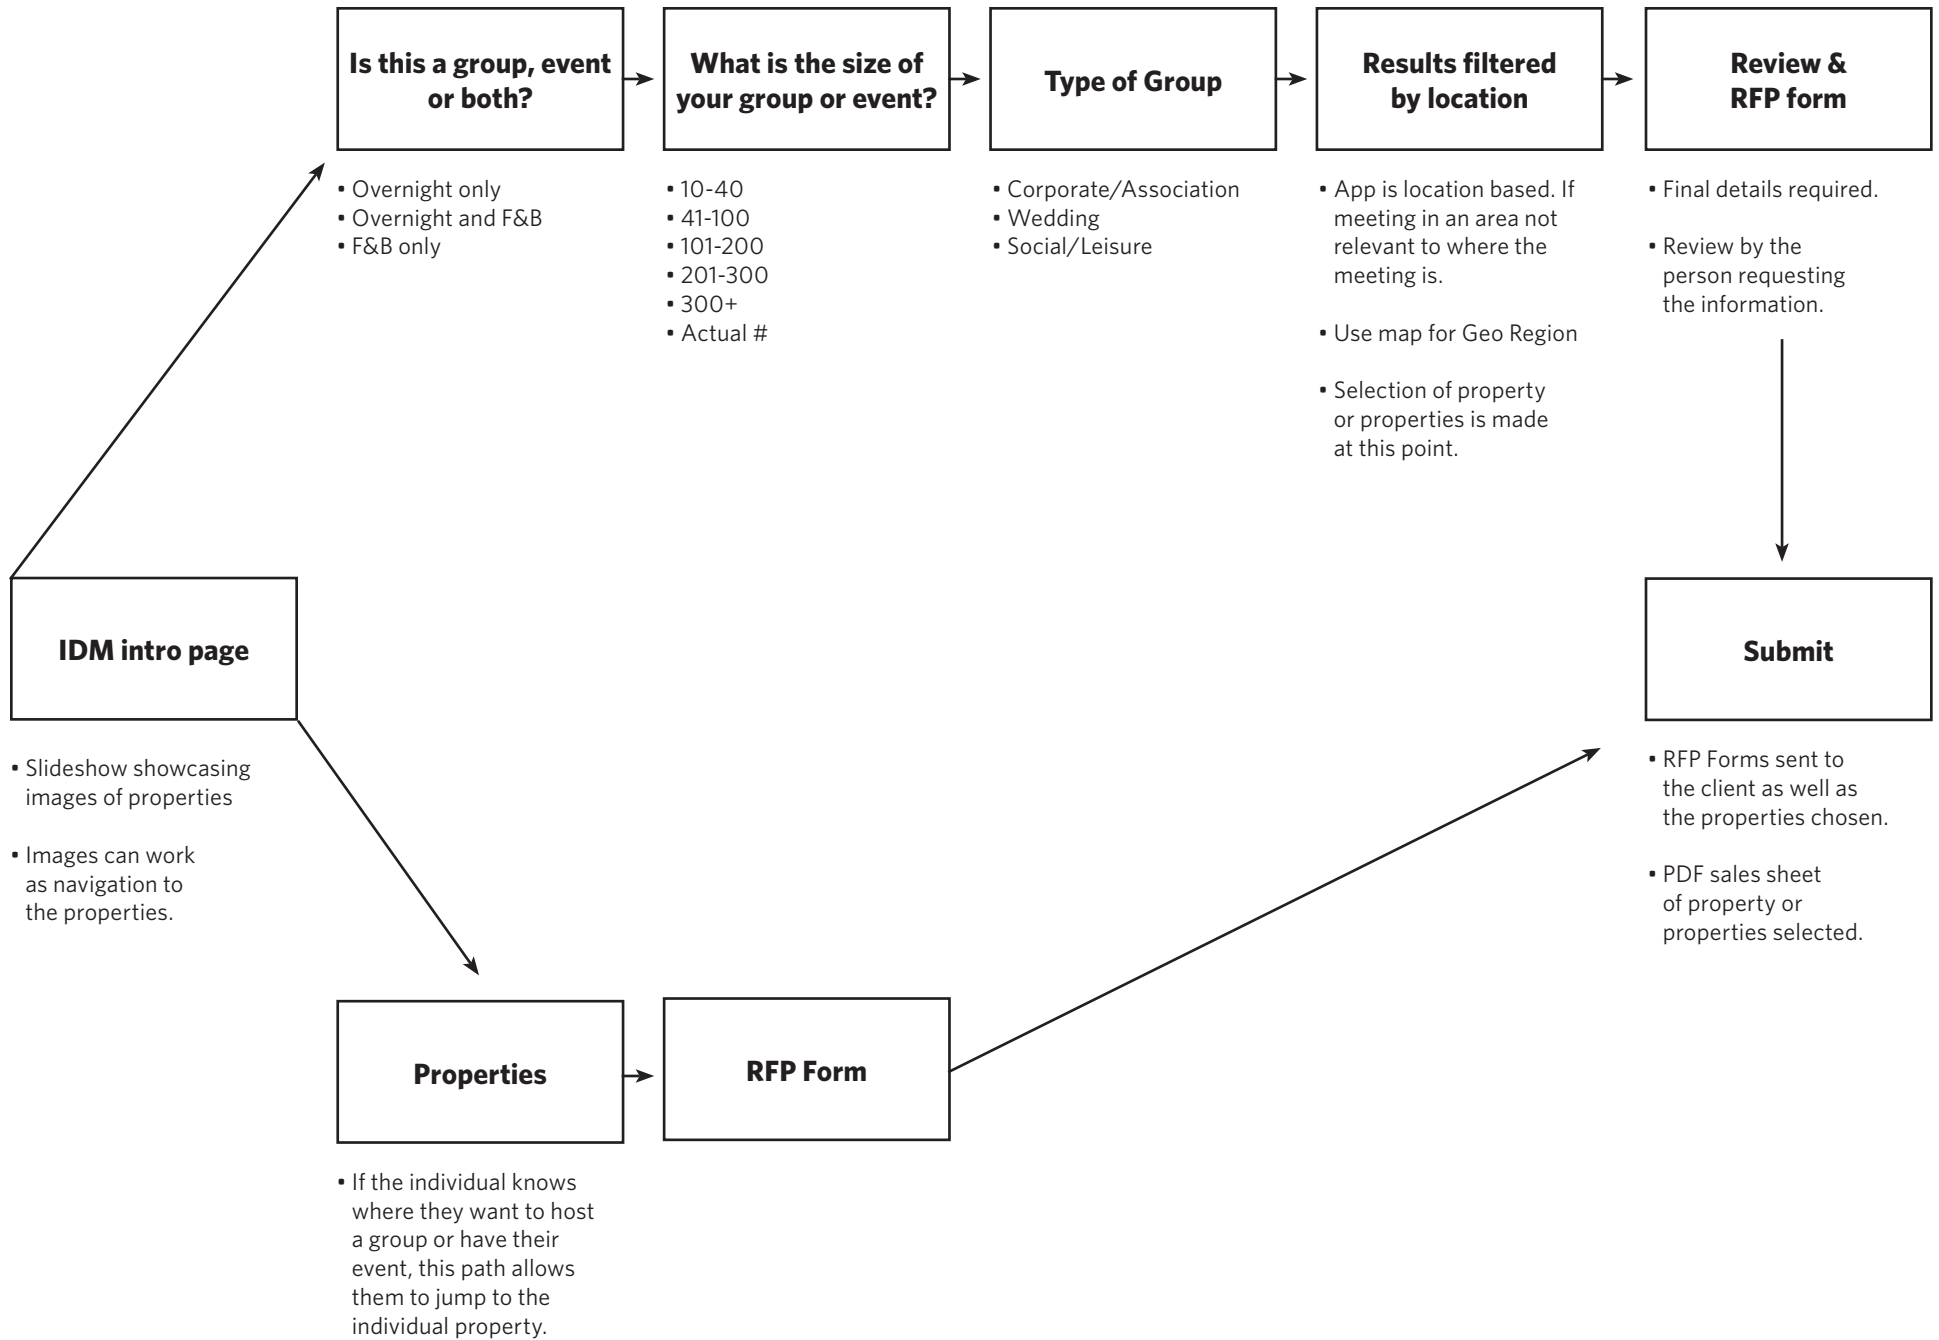 Is this a group, event
or both?
• Overnight only
• Overnight and F&B
• F&B only
What is the size of
your group or event?
• 10-40
• 41-100
• 101-200
• 201-300
• 300+
• Actual #
Type of Group
• Corporate/Association
• Wedding
• Social/Leisure
Results filtered
by location
• App is location based. If
meeting in an area not
relevant to where the
meeting is.
• Use map for Geo Region
• Selection of property
or properties is made
at this point.
Review &
RFP form
• Final details required.
• Review by the
person requesting
the information.
IDM intro page
• Slideshow showcasing
images of properties
• Images can work
as navigation to
the properties.
Submit
• RFP Forms sent to
the client as well as
the properties chosen.
• PDF sales sheet
of property or
properties selected.
Properties
• If the individual knows
where they want to host
a group or have their
event, this path allows
them to jump to the
individual property.
RFP Form